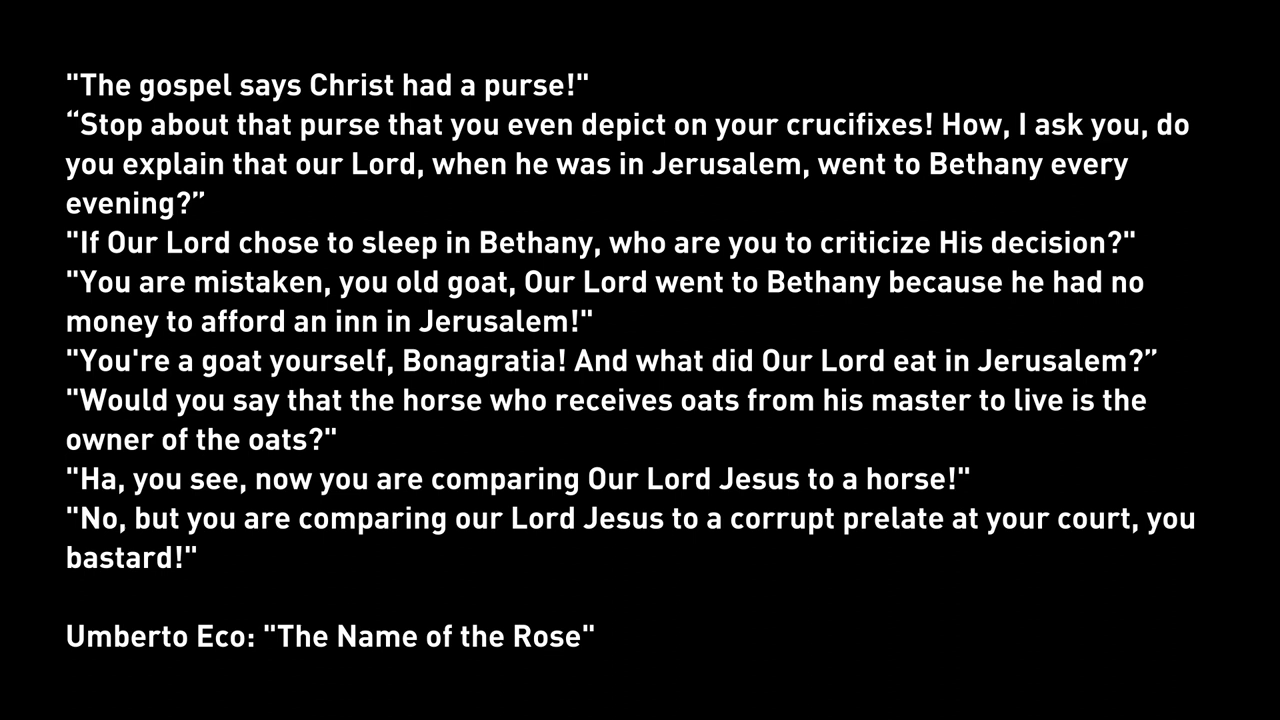 "The gospel says Christ had a purse!"
“Stop about that purse that you even depict on your crucifixes! How, I ask you, do
you explain that our Lord, when he was in Jerusalem, went to Bethany every
evening?”
"If Our Lord chose to sleep in Bethany, who are you to criticize His decision?"
"You are mistaken, you old goat, Our Lord went to Bethany because he had no
money to afford an inn in Jerusalem!"
"You're a goat yourself, Bonagratia! And what did Our Lord eat in Jerusalem?”
"Would you say that the horse who receives oats from his master to live is the
owner of the oats?"
"Ha, you see, now you are comparing Our Lord Jesus to a horse!"
"No, but you are comparing our Lord Jesus to a corrupt prelate at your court, you
bastard!"
Umberto Eco: "The Name of the Rose"